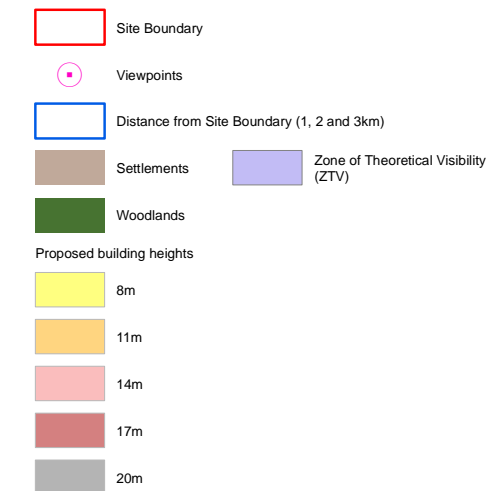 Site Boundary
Viewpoints
Distance from Site Boundary (1, 2 and 3km)
Settlements
Zone of Theoretical Visibility
(ZTV)
Woodlands
Proposed building heights
8m
11m
14m
17m
20m